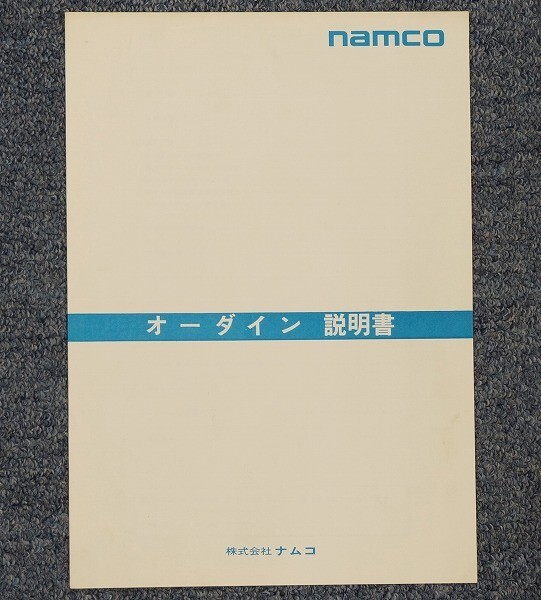 namco
オーダイン 説明書
株式会社 ナムコ